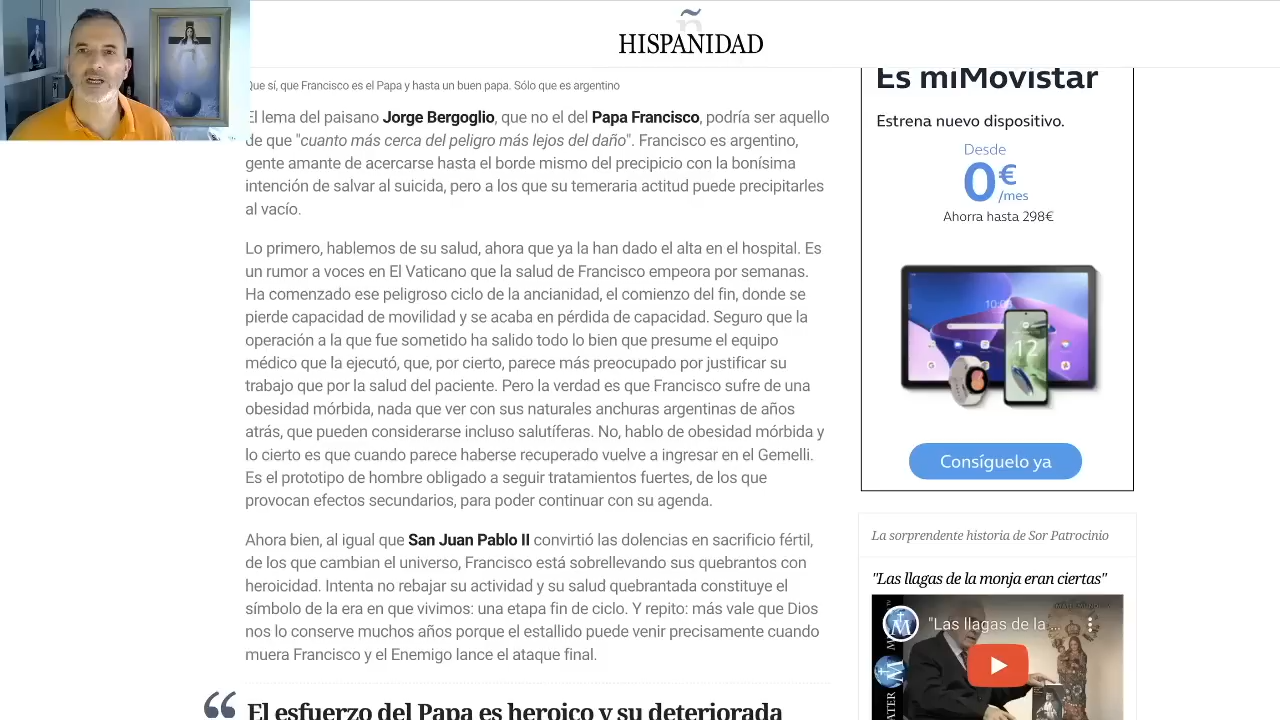 ñ
HISPANIDAD
Que sí, que Francisco es el Papa y hasta un buen papa. Sólo que es argentino
El lema del paisano Jorge Bergoglio, que no el del Papa Francisco, podría ser aquello
de que "cuanto más cerca del peligro más lejos del daño". Francisco es argentino,
gente amante de acercarse hasta el borde mismo del precipicio con la bonísima
intención de salvar al suicida, pero a los que su temeraria actitud puede precipitarles
al vacío.
Lo primero, hablemos de su salud, ahora que ya la han dado el alta en el hospital. Es
un rumor a voces en El Vaticano que la salud de Francisco empeora por semanas.
Ha comenzado ese peligroso ciclo de la ancianidad, el comienzo del fin, donde se
pierde capacidad de movilidad y se acaba en pérdida de capacidad. Seguro que la
operación a la que fue sometido ha salido todo lo bien que presume el equipo
médico que la ejecutó, que, por cierto, parece más preocupado por justificar su
trabajo que por la salud del paciente. Pero la verdad es que Francisco sufre de una
obesidad mórbida, nada que ver con sus naturales anchuras argentinas de años
atrás, que pueden considerarse incluso salutíferas. No, hablo de obesidad mórbida y
lo cierto es que cuando parece haberse recuperado vuelve a ingresar en el Gemelli.
Es el prototipo de hombre obligado a seguir tratamientos fuertes, de los que
provocan efectos secundarios, para poder continuar con su agenda.
Ahora bien, al igual que San Juan Pablo II convirtió las dolencias en sacrificio fértil,
de los que cambian el universo, Francisco está sobrellevando sus quebrantos con
heroicidad. Intenta no rebajar su actividad y su salud quebrantada constituye el
símbolo de la era en que vivimos: una etapa fin de ciclo. Y repito: más vale que Dios
nos lo conserve muchos años porque el estallido puede venir precisamente cuando
muera Francisco y el Enemigo lance el ataque final.
“ El esfuerzo del Papa es heroico y su deteriorada
Es miMovistar
Estrena nuevo dispositivo.
Desde
0€
/mes
Ahorra hasta 298€
10:08
12
Consíguelo ya
La sorprendente historia de Sor Patrocinio
"Las llagas de la monja eran ciertas"
M
"Las llagas de la ...